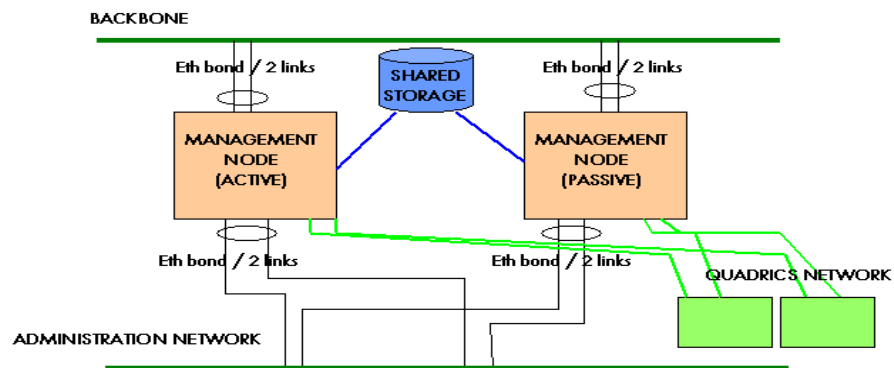 BACKBONE
Eth bond / 2 links
Eth bond / 2 links
SHARED
STORAGE
MANAGEMENT
NODE
(ACTIVE)
MANAGEMENT
NODE
(PASSIVE)
Eth bond / 2 links
Eth bond / 2 links
QUADRICS NETWORK
ADMINISTRATION NETWORK